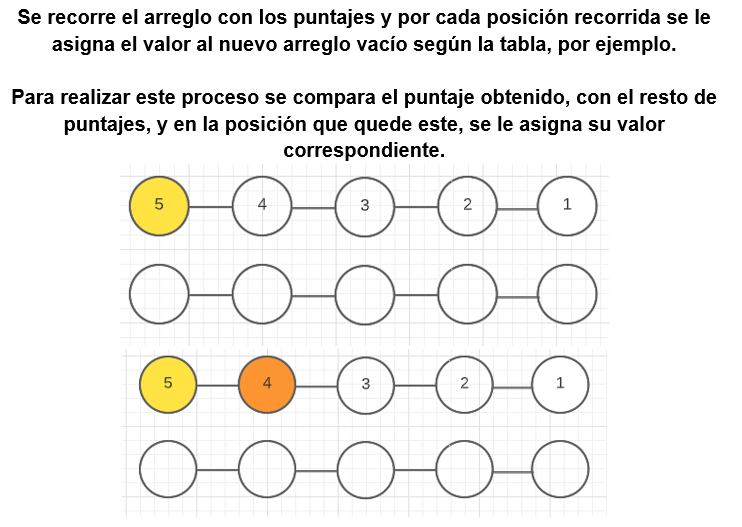 Se recorre el arreglo con los puntajes y por cada posición recorrida se le
asigna el valor al nuevo arreglo vacío según la tabla, por ejemplo.
Para realizar este proceso se compara el puntaje obtenido, con el resto de
puntajes, y en la posición que quede este, se le asigna su valor
correspondiente.
5 4 3 2 1
5 4 3 2 1